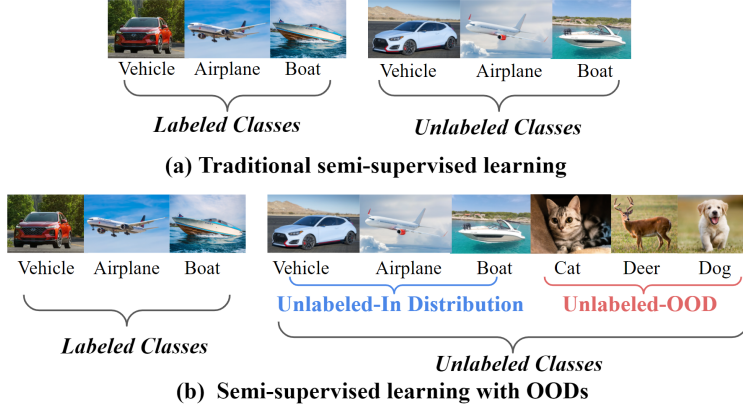 Vehicle Airplane Boat Vehicle Airplane Boat
Labeled Classes Unlabeled Classes
(a) Traditional semi-supervised learning
Vehicle Airplane Boat Vehicle Airplane Boat Cat Deer Dog
Unlabeled-In Distribution Unlabeled-OOD
Labeled Classes
Unlabeled Classes
(b) Semi-supervised learning with OODs